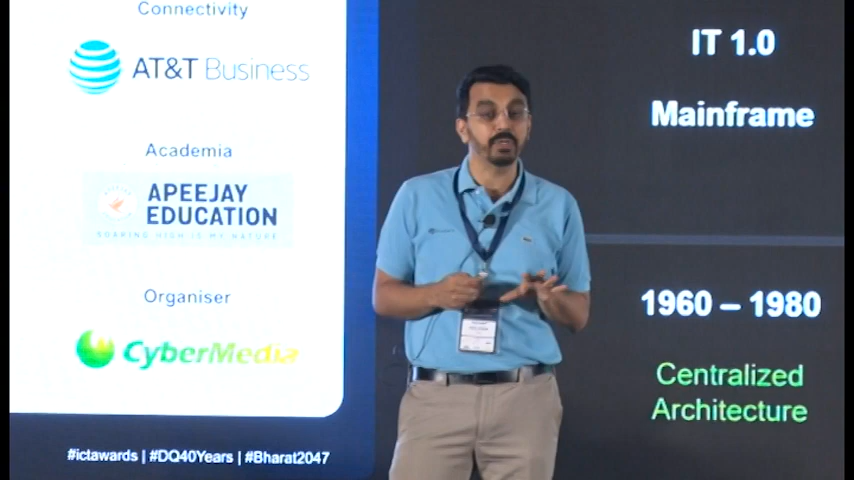 Connectivity
AT&T Business
Academia
APEEJAY
EDUCATION
SOARING HIGH IS MY NATURE
Organiser
CyberMedia
#ictawards | #DQ40Years | #Bharat2047
IT 1.0
Mainframe
1960 – 1980
Centralized
Architecture